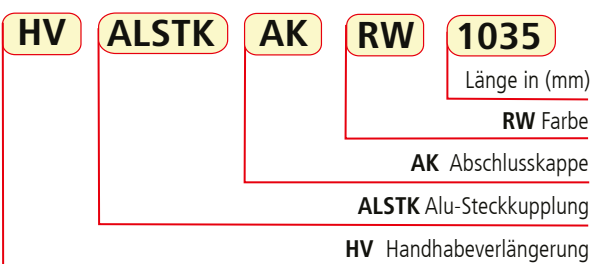 HV ALSTK AK RW 1035
Länge in (mm)
RW Farbe
AK Abschlusskappe
ALSTK Alu-Steckkupplung
HV Handhabeverlängerung